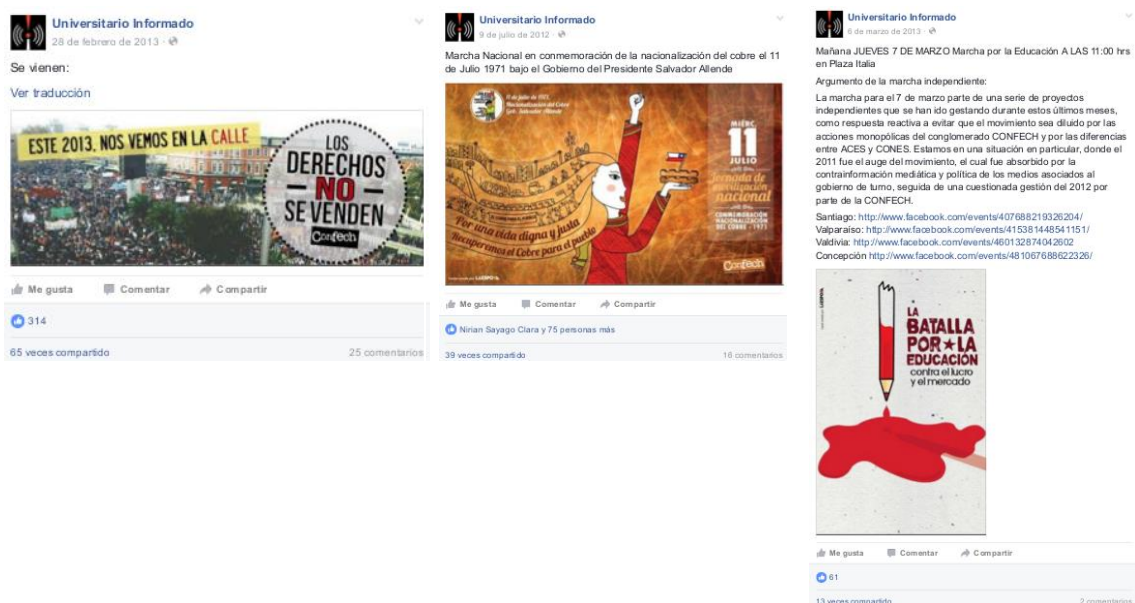 Universitario Informado
28 de febrero de 2013
Se vienen:
Ver traducción
ESTE 2013, NOS VEMOS EN LA CALLE
LOS
DERECHOS
NO
SE VENDEN
Confech
Me gusta Comentar Compartir
314
65 veces compartido 25 comentarios
Universitario Informado
9 de julio de 2012
Marcha Nacional en conmemoración de la nacionalización del cobre el 11
de Julio 1971 bajo el Gobierno del Presidente Salvador Allende
Nacionalización del Cobre
Gob. Salvador Allende
MIERC.
11
JULIO
Jornada de
movilización
nacional
CONMEMORACIÓN
NACIONALIZACIÓN
DEL COBRE - 1971
Por una vida digna y justa
Recuperemos el Cobre para el pueblo
Confech
Me gusta Comentar Compartir
Nirian Sayago Clara y 75 personas más
39 veces compartido 16 comentarios
Universitario Informado
6 de marzo de 2013
Mañana JUEVES 7 DE MARZO Marcha por la Educación A LAS 11:00 hrs
en Plaza Italia
Argumento de la marcha independiente:
La marcha para el 7 de marzo parte de una serie de proyectos
independientes que se han ido gestando durante estos últimos meses,
como respuesta reactiva a evitar que el movimiento sea diluido por las
acciones monopólicas del conglomerado CONFECH y por las diferencias
entre ACES y CONES. Estamos en una situación en particular, donde el
2011 fue el auge del movimiento, el cual fue absorbido por la
contrainformación mediática y política de los medios asociados al
gobierno de turno, seguida de una cuestionada gestión del 2012 por
parte de la CONFECH.
Santiago: http://www.facebook.com/events/407688219326204/
Valparaíso: http://www.facebook.com/events/415381448541151/
Valdivia: http://www.facebook.com/events/460132874042602
Concepción http://www.facebook.com/events/481067688622326/
LA
BATALLA
POR★LA
EDUCACIÓN
contra el lucro
y el mercado
Me gusta Comentar Compartir
61
13 veces compartido 2 comentarios